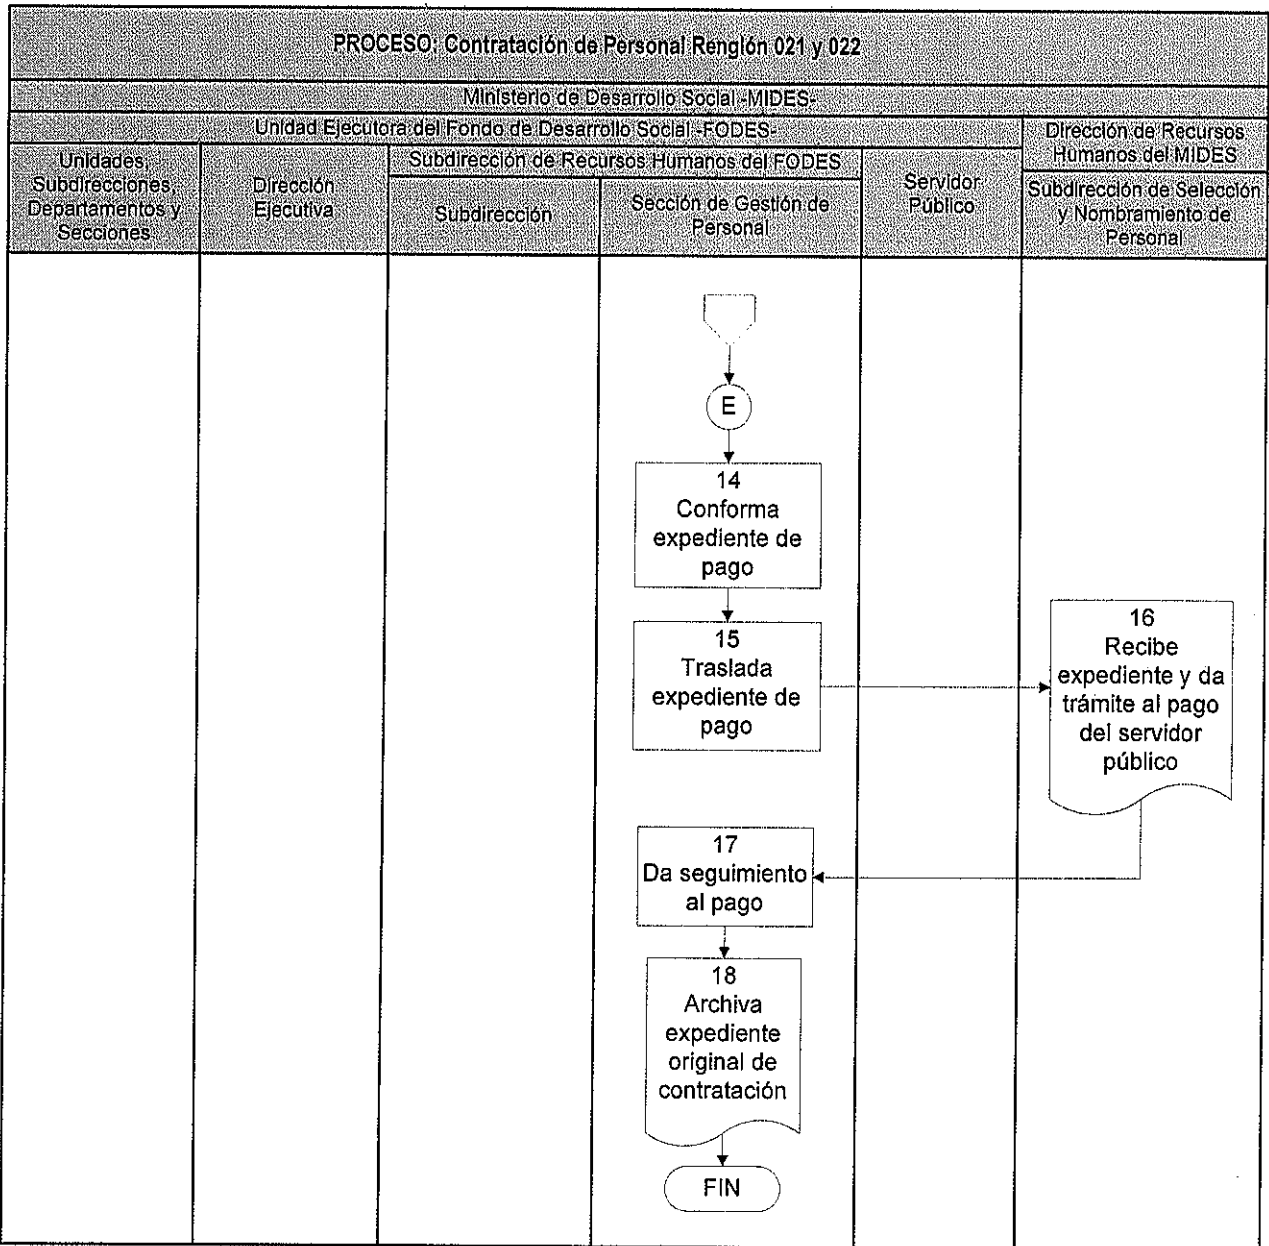 PROCESO: Contratación de Personal Renglón 021 y 022
Ministerio de Desarrollo Social -MIDES-
Unidad Ejecutora del Fondo de Desarrollo Social -FODES-
Dirección de Recursos
Humanos del MIDES
Unidades,
Subdirecciones,
Departamentos y
Secciones
Dirección
Ejecutiva
Subdirección de Recursos Humanos del FODES
Subdirección
Sección de Gestión de
Personal
Servidor
Público
Subdirección de Selección
y Nombramiento de
Personal
E
14
Conforma
expediente de
pago
15
Traslada
expediente de
pago
16
Recibe
expediente y da
trámite al pago
del servidor
público
17
Da seguimiento
al pago
18
Archiva
expediente
original de
contratación
FIN